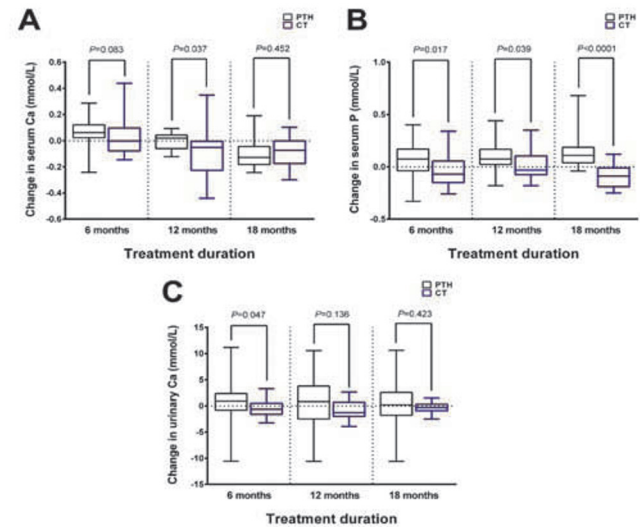 A
PTH
CT
P=0.083
P=0.037
P=0.452
Change in serum Ca (mmol/L)
0.6
0.4
0.2
0.0
-0.2
-0.4
-0.6
6 months
12 months
18 months
Treatment duration
B
PTH
CT
P=0.017
P=0.039
P<0.0001
Change in serum P (mmol/L)
1.0
0.5
0.0
-0.5
6 months
12 months
18 months
Treatment duration
C
PTH
CT
P=0.047
P=0.136
P=0.423
Change in urinary Ca (mmol/L)
15
10
5
0
-5
-10
-15
6 months
12 months
18 months
Treatment duration